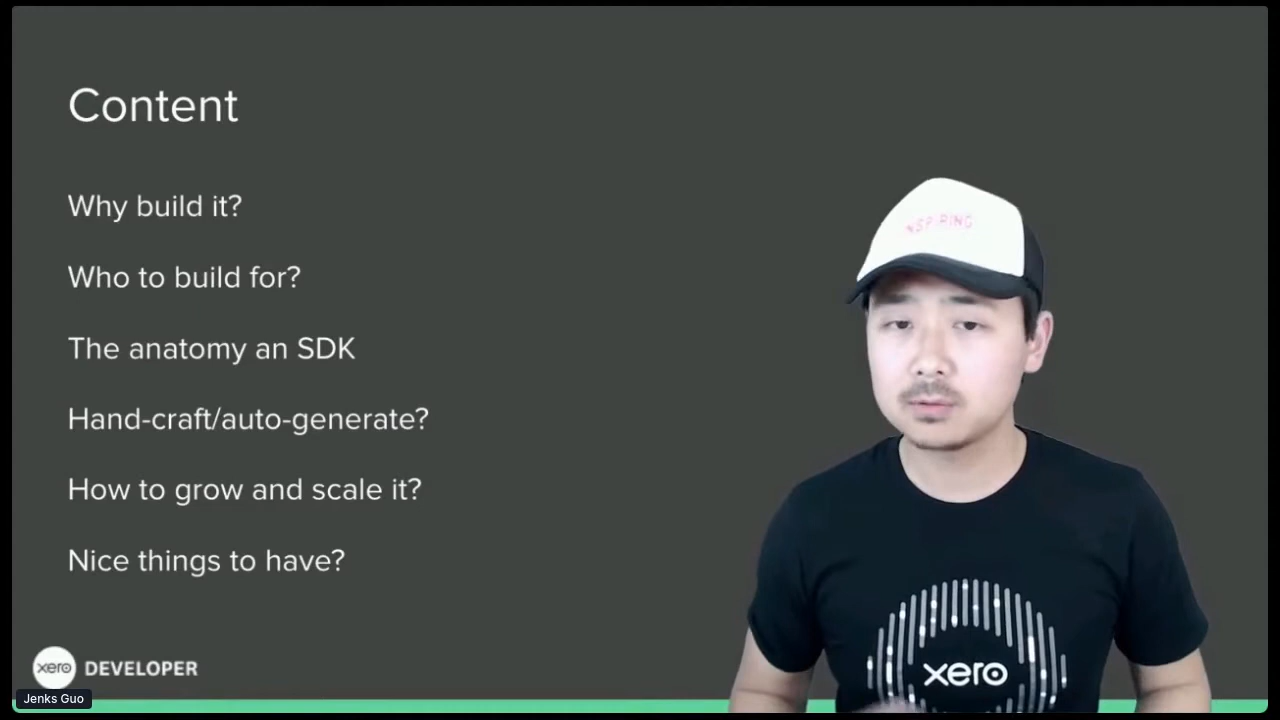 Content
Why build it?
Who to build for?
The anatomy an SDK
Hand-craft/auto-generate?
How to grow and scale it?
Nice things to have?
xero DEVELOPER
Jenks Guo
xero